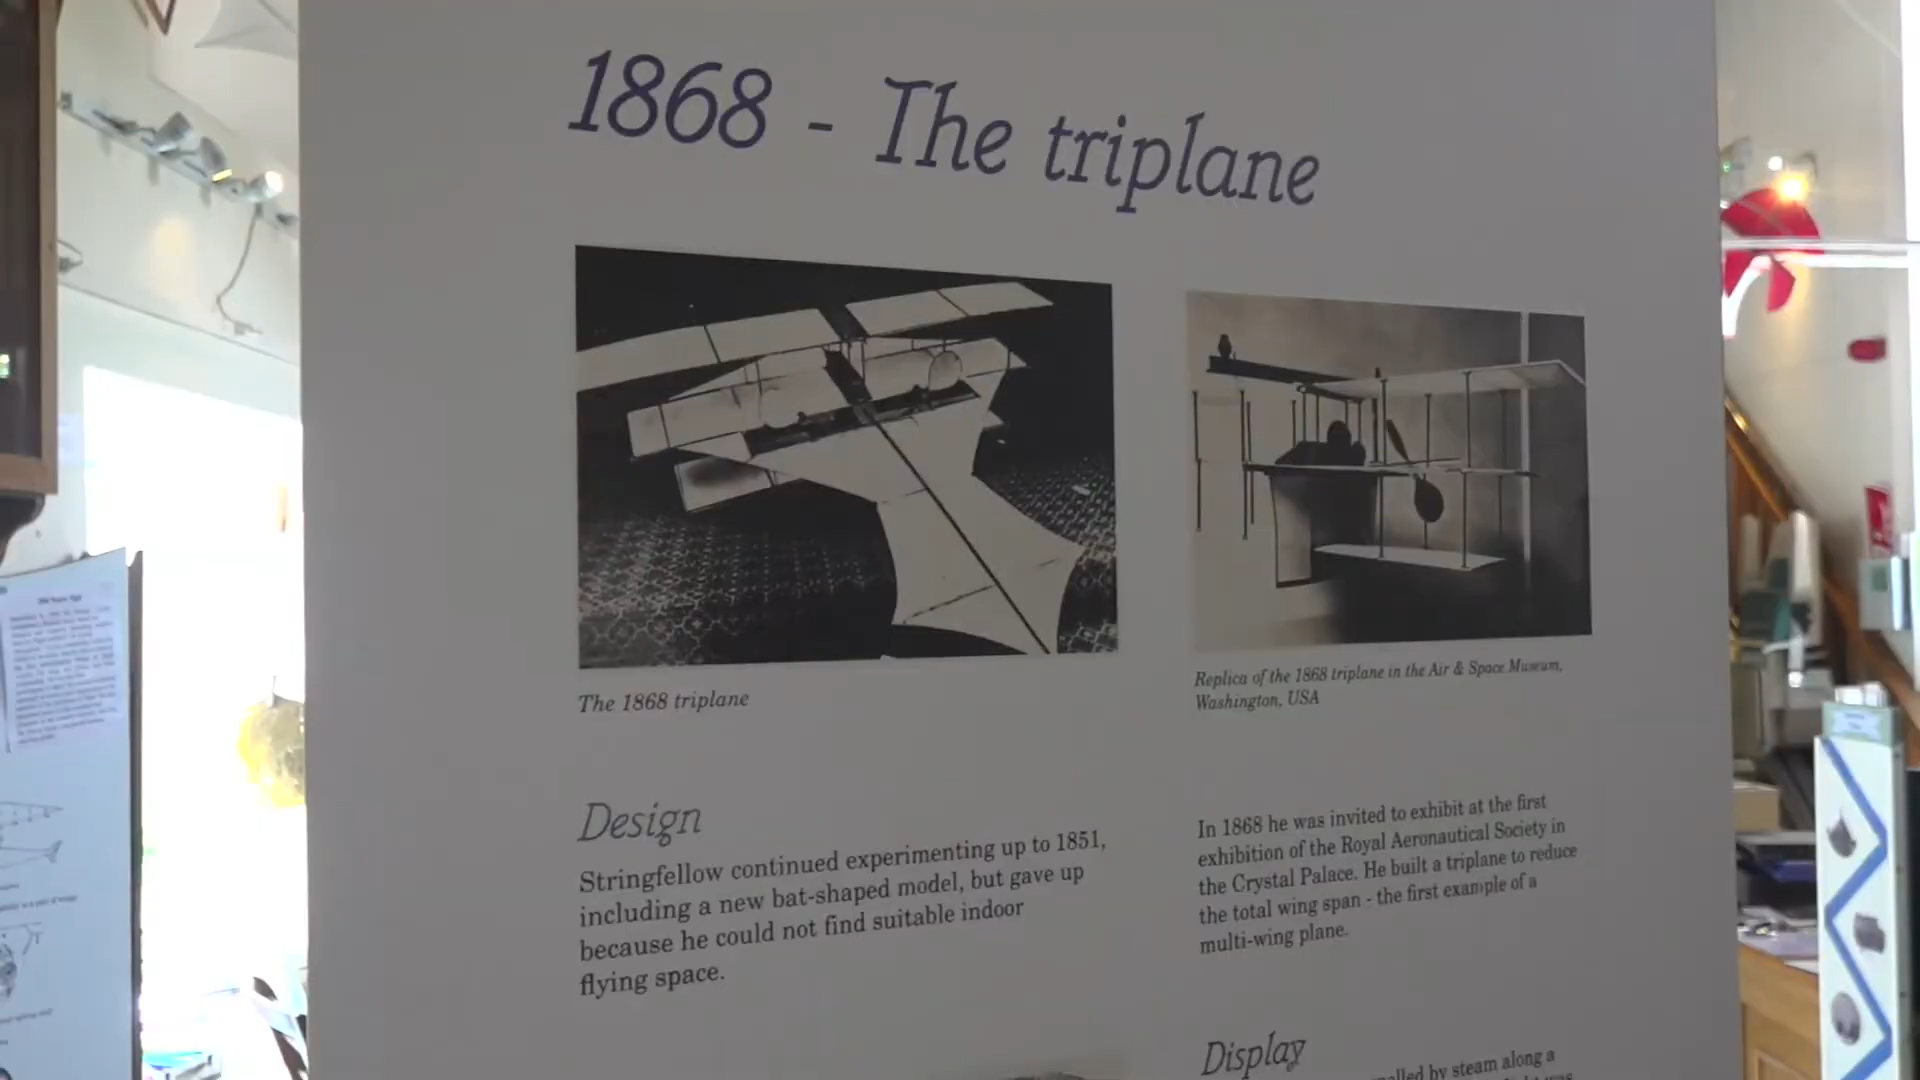 1868 - The triplane
The 1868 triplane
Replica of the 1868 triplane in the Air & Space Museum,
Washington, USA
Design
Stringfellow continued experimenting up to 1851,
including a new bat-shaped model, but gave up
because he could not find suitable indoor
flying space.
In 1868 he was invited to exhibit at the first
exhibition of the Royal Aeronautical Society in
the Crystal Palace. He built a triplane to reduce
the total wing span - the first example of a
multi-wing plane.
Display
by steam along a